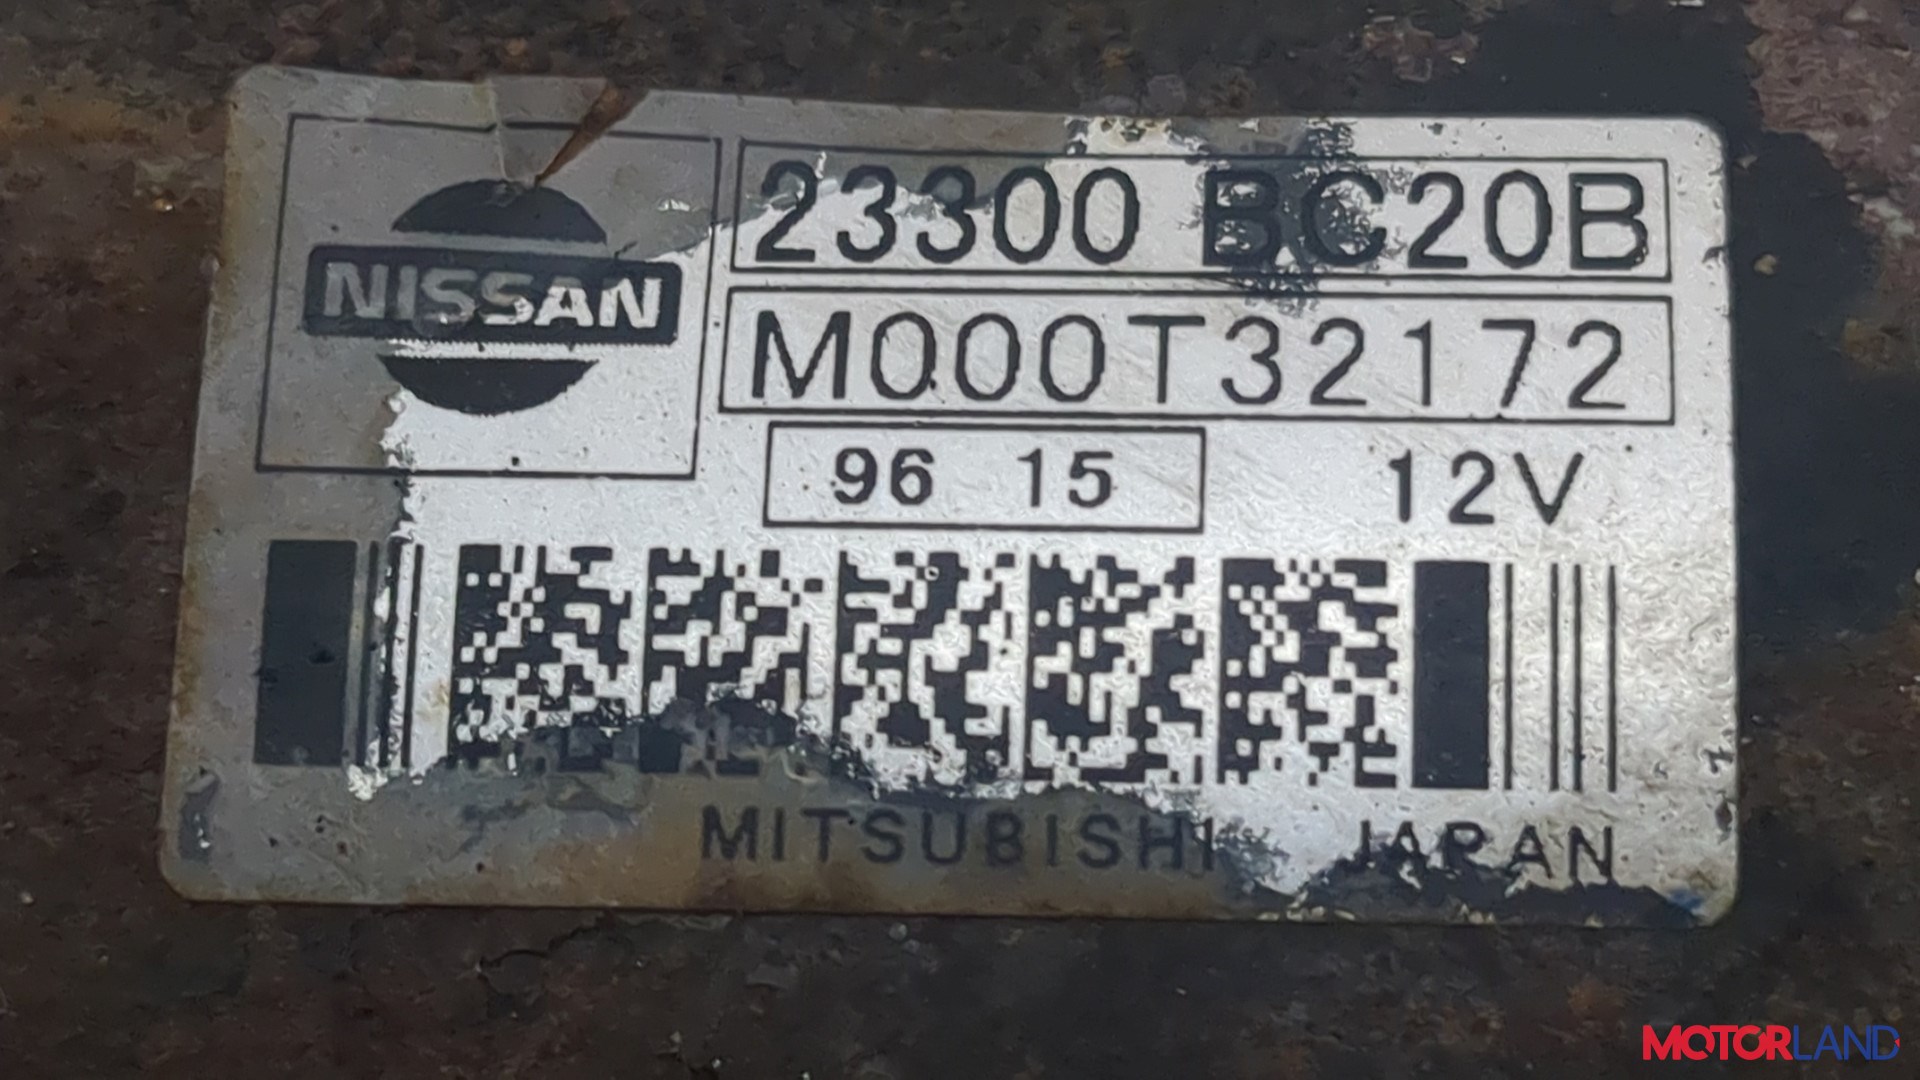 NISSAN
23300 BC20B
M000T32172
96 15
12V
MITSUBISHI JAPAN
MOTORLAND